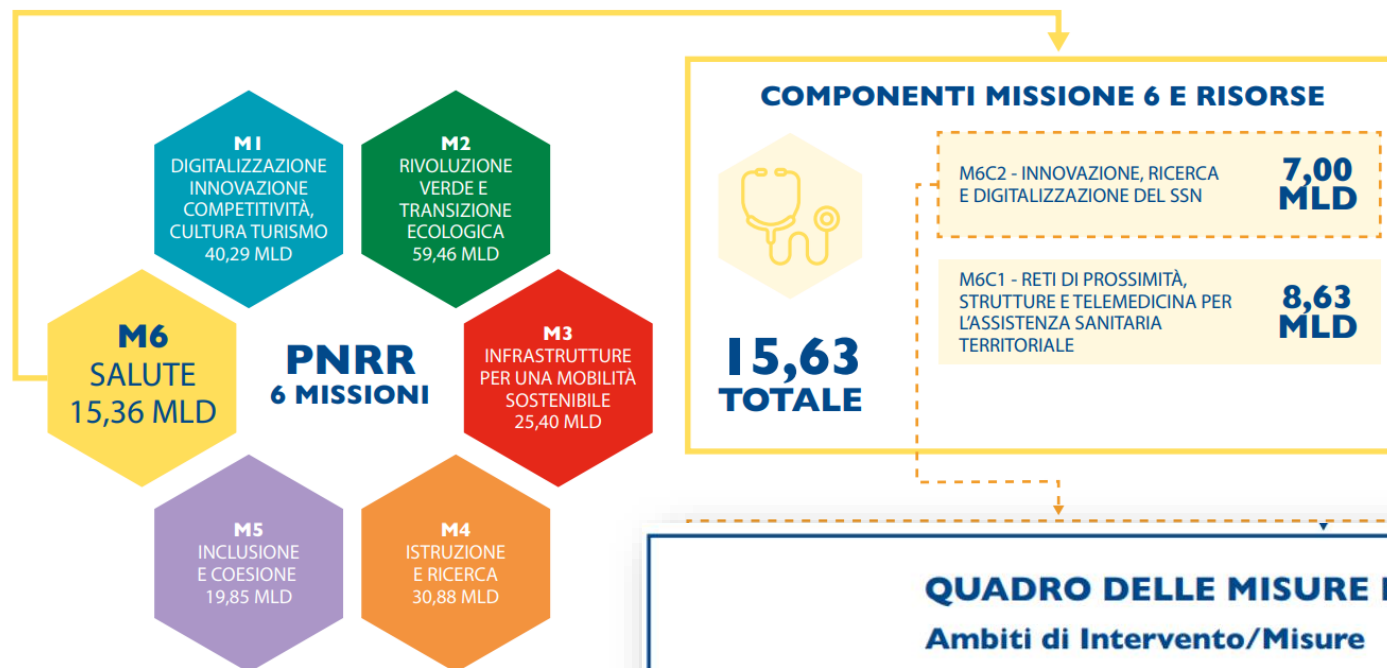 M1
DIGITALIZZAZIONE
INNOVAZIONE
COMPETITIVITÀ,
CULTURA TURISMO
40,29 MLD
M2
RIVOLUZIONE
VERDE E
TRANSIZIONE
ECOLOGICA
59,46 MLD
M6
SALUTE
15,36 MLD
PNRR
6 MISSIONI
M3
INFRASTRUTTURE
PER UNA MOBILITÀ
SOSTENIBILE
25,40 MLD
M5
INCLUSIONE
E COESIONE
19,85 MLD
M4
ISTRUZIONE
E RICERCA
30,88 MLD
COMPONENTI MISSIONE 6 E RISORSE
15,63
TOTALE
M6C2 - INNOVAZIONE, RICERCA
E DIGITALIZZAZIONE DEL SSN
7,00
MLD
M6C1 - RETI DI PROSSIMITÀ,
STRUTTURE E TELEMEDICINA PER
L'ASSISTENZA SANITARIA
TERRITORIALE
8,63
MLD
QUADRO DELLE MISURE
Ambiti di Intervento/Misure